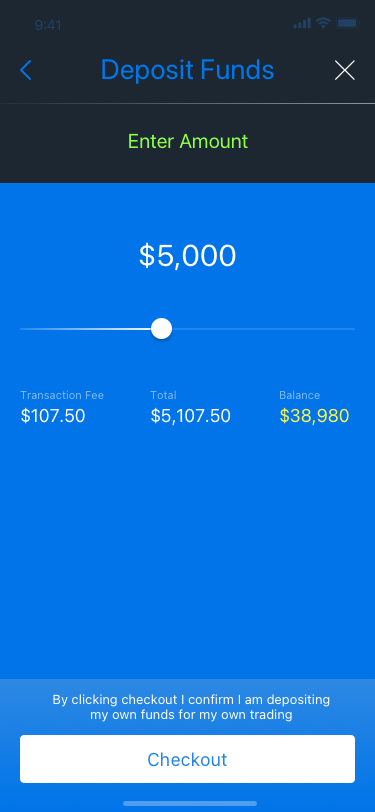 9:41
Deposit Funds
Enter Amount
$5,000
Transaction Fee
Total
Balance
$107.50
$5,107.50
$38,980
By clicking checkout I confirm I am depositing
my own funds for my own trading
Checkout